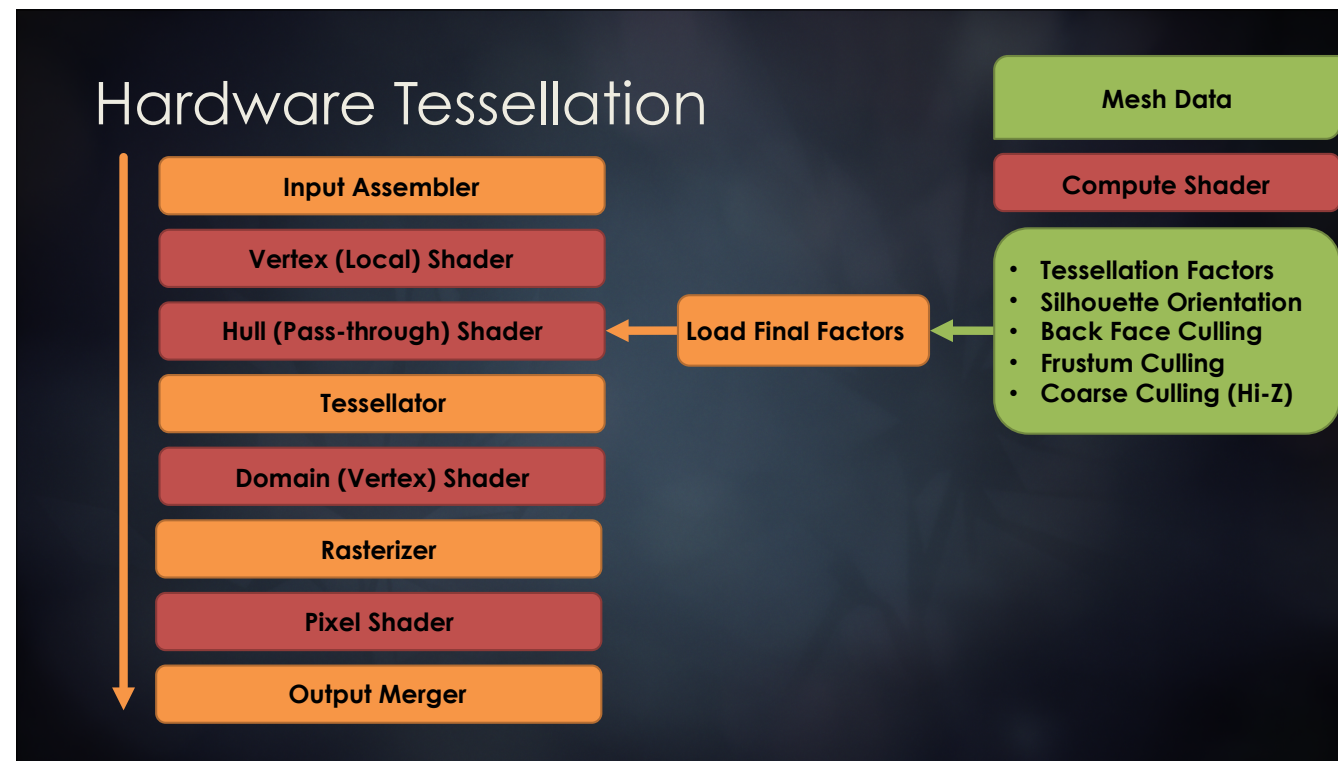 Hardware Tessellation
Input Assembler
Vertex (Local) Shader
Hull (Pass-through) Shader
Tessellator
Domain (Vertex) Shader
Rasterizer
Pixel Shader
Output Merger
Load Final Factors
Mesh Data
Compute Shader
• Tessellation Factors
• Silhouette Orientation
• Back Face Culling
• Frustum Culling
• Coarse Culling (Hi-Z)